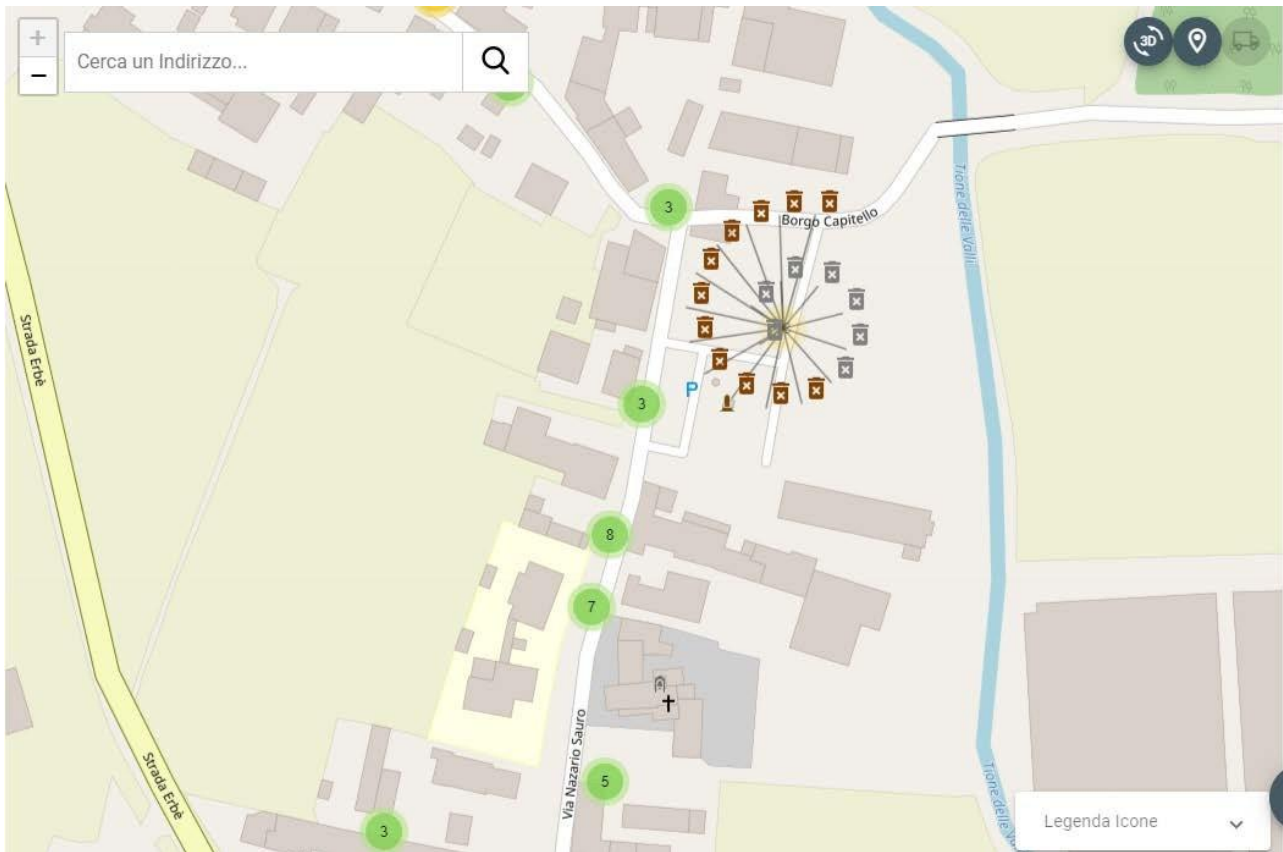 +
−
Cerca un Indirizzo...
3D
3
Borgo Capitello
Tione delle Valli
Strada Erbè
3
P
8
7
Via Nazario Sauro
5
Strada Erbè
3
Tione delle
Legenda Icone